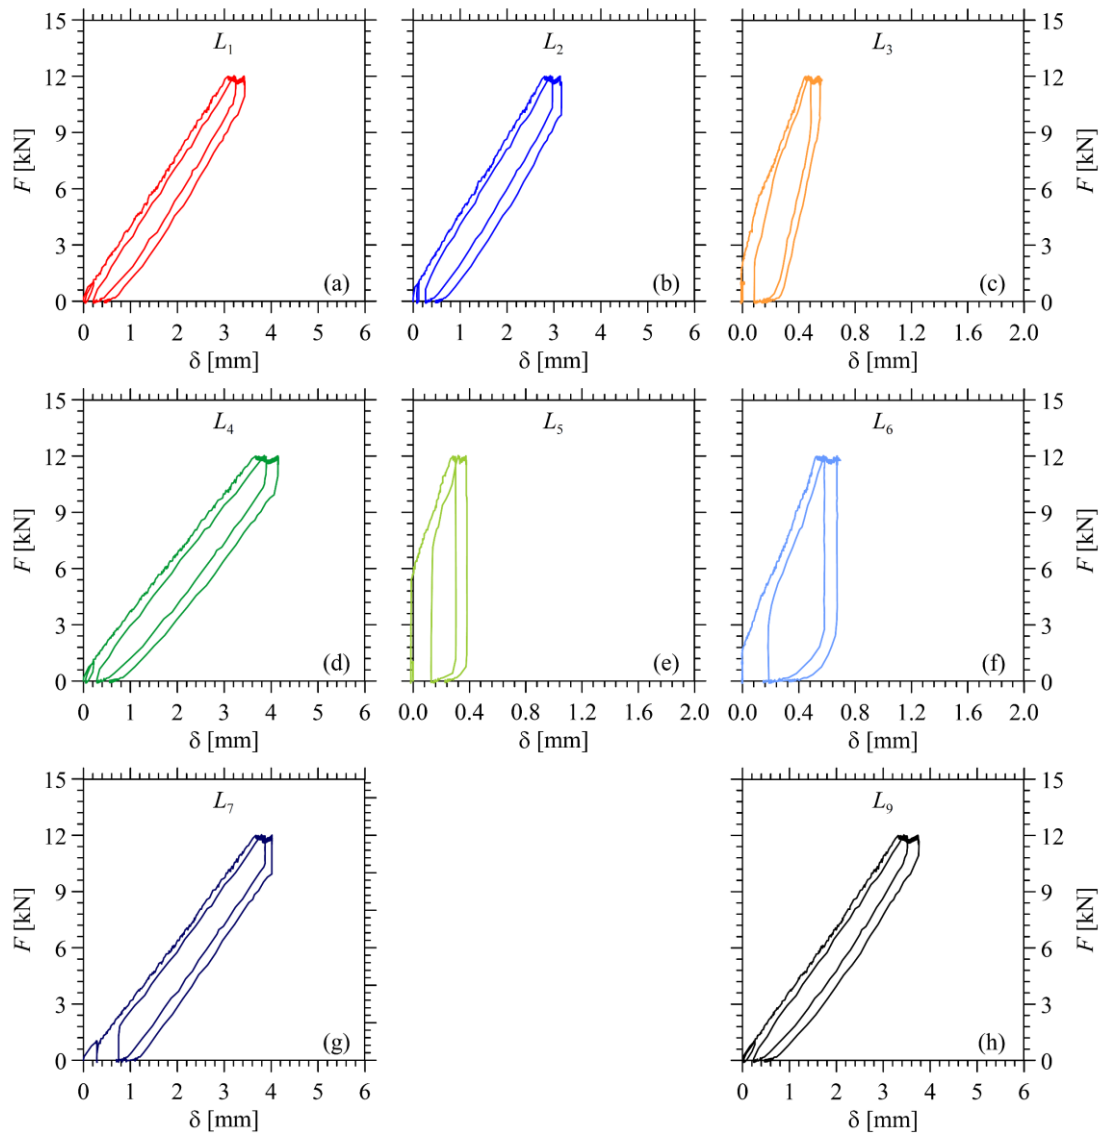 15 15
L1 L2 L3
12 12
F [kN] 9 9 F [kN]
6 6
3 3
(a) (b) (c)
0 0
0 1 2 3 4 5 6 0 1 2 3 4 5 6 0.0 0.4 0.8 1.2 1.6 2.0
δ [mm] δ [mm] δ [mm]
15 15
L4 L5 L6
12 12
F [kN] 9 9 F [kN]
6 6
3 3
(d) (e) (f)
0 0
0 1 2 3 4 5 6 0.0 0.4 0.8 1.2 1.6 2.0 0.0 0.4 0.8 1.2 1.6 2.0
δ [mm] δ [mm] δ [mm]
15 15
L7 L9
12 12
F [kN] 9 9 F [kN]
6 6
3 3
(g) (h)
0 0
0 1 2 3 4 5 6 0 1 2 3 4 5 6
δ [mm] δ [mm]